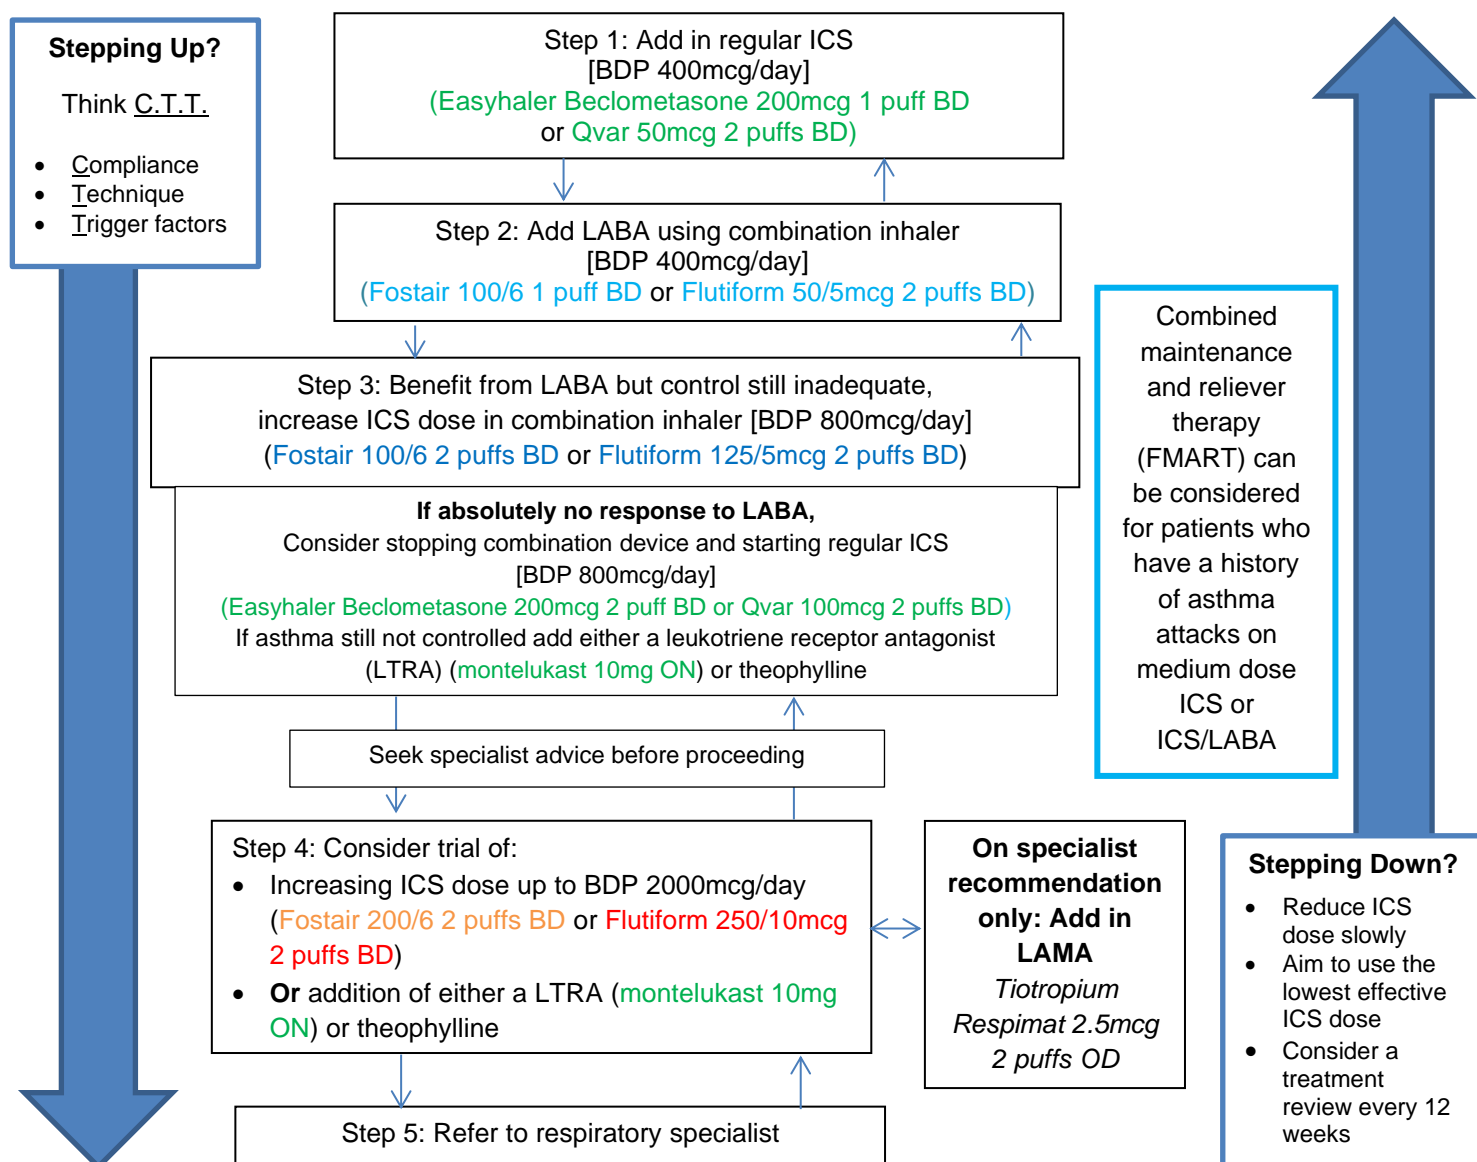 Stepping Up?
Think C.T.T.
• Compliance
• Technique
• Trigger factors
Step 1: Add in regular ICS
[BDP 400mcg/day]
(Easyhaler Beclometasone 200mcg 1 puff BD
or Qvar 50mcg 2 puffs BD)
Step 2: Add LABA using combination inhaler
[BDP 400mcg/day]
(Fostair 100/6 1 puff BD or Flutiform 50/5mcg 2 puffs BD)
Step 3: Benefit from LABA but control still inadequate,
increase ICS dose in combination inhaler [BDP 800mcg/day]
(Fostair 100/6 2 puffs BD or Flutiform 125/5mcg 2 puffs BD)
If absolutely no response to LABA,
Consider stopping combination device and starting regular ICS
[BDP 800mcg/day]
(Easyhaler Beclometasone 200mcg 2 puff BD or Qvar 100mcg 2 puffs BD)
If asthma still not controlled add either a leukotriene receptor antagonist
(LTRA) (montelukast 10mg ON) or theophylline
Seek specialist advice before proceeding
Step 4: Consider trial of:
• Increasing ICS dose up to BDP 2000mcg/day
(Fostair 200/6 2 puffs BD or Flutiform 250/10mcg
2 puffs BD)
• Or addition of either a LTRA (montelukast 10mg
ON) or theophylline
On specialist
recommendation
only: Add in
LAMA
Tiotropium
Respimat 2.5mcg
2 puffs OD
Step 5: Refer to respiratory specialist
Combined
maintenance
and reliever
therapy
(FMART) can
be considered
for patients who
have a history
of asthma
attacks on
medium dose
ICS or
ICS/LABA
Stepping Down?
• Reduce ICS
dose slowly
• Aim to use the
lowest effective
ICS dose
• Consider a
treatment
review every 12
weeks